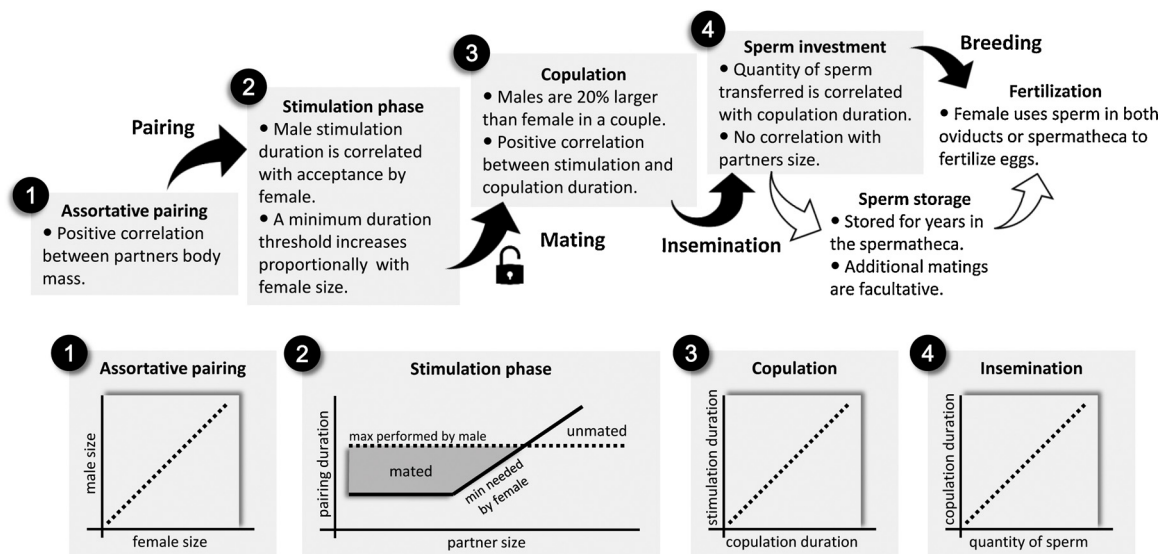 1
Assortative pairing
• Positive correlation
between partners body
mass.
Pairing
2
Stimulation phase
• Male stimulation
duration is correlated
with acceptance by
female.
• A minimum duration
threshold increases
proportionally with
female size.
Mating
3
Copulation
• Males are 20% larger
than female in a couple.
• Positive correlation
between stimulation and
copulation duration.
Insemination
4
Sperm investment
• Quantity of sperm
transferred is correlated
with copulation duration.
• No correlation with
partners size.
Breeding
Fertilization
• Female uses sperm in both
oviducts or spermatheca to
fertilize eggs.
Sperm storage
• Stored for years in
the spermatheca.
• Additional matings
are facultative.
1
Assortative pairing
male size
female size
2
Stimulation phase
pairing duration
max performed by male
unmated
mated
min needed
by female
partner size
3
Copulation
stimulation duration
copulation duration
4
Insemination
copulation duration
quantity of sperm